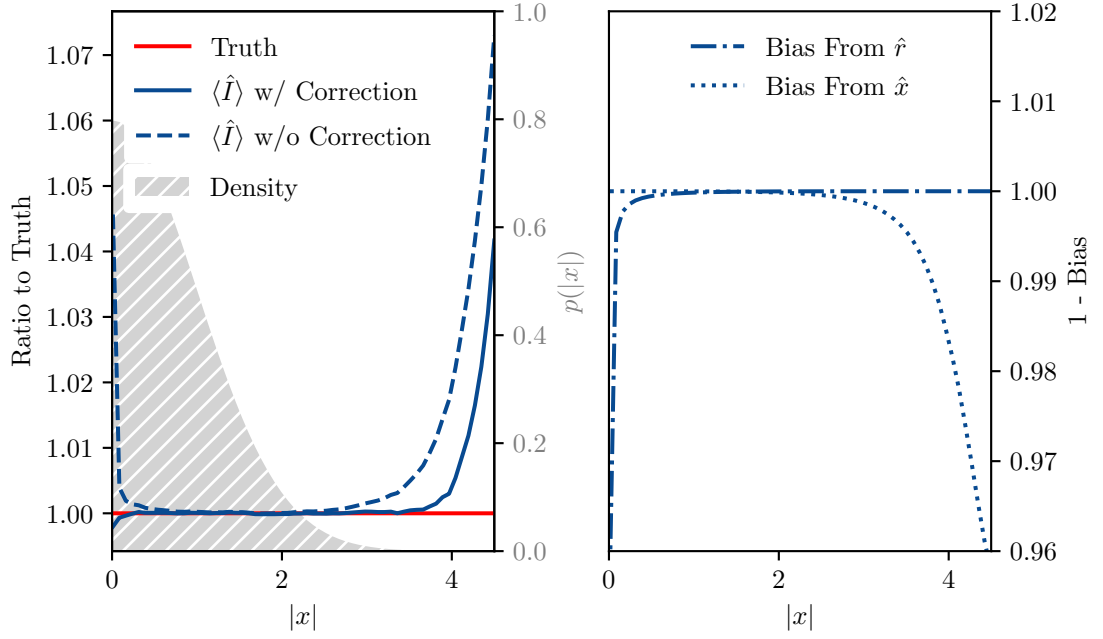 Ratio to Truth
1.07
1.06
1.05
1.04
1.03
1.02
1.01
1.00
Truth
⟨Î⟩ w/ Correction
⟨Î⟩ w/o Correction
Density
1.0
0.8
0.6
0.4
0.2
0.0
p(|x|)
0
2
4
|x|
Bias From r̂
Bias From x̂
1.02
1.01
1.00
0.99
0.98
0.97
0.96
1 - Bias
0
2
4
|x|